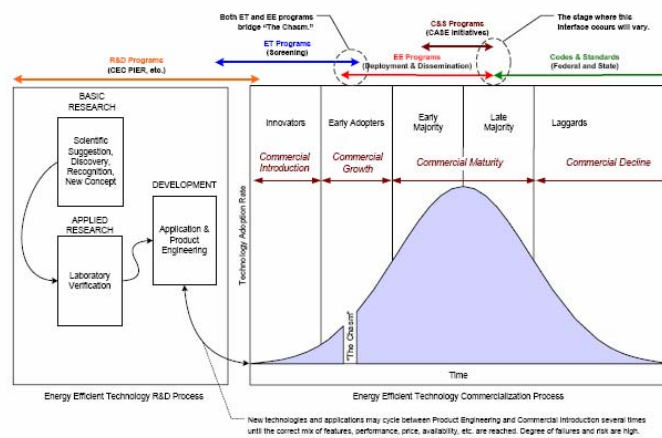 Both ET and EE programs
bridge "The Chasm."
C&S Programs
(CASE Initiatives)
The stage where this
Interface occurs will vary.
R&D Programs
(CEC PIER, etc.)
ET Programs
(Screening)
EE Programs
(Deployment & Dissemination)
Codes & Standards
(Federal and State)
BASIC
RESEARCH
Scientific
Suggestion,
Discovery,
Recognition,
New Concept
APPLIED
RESEARCH
Laboratory
Verification
DEVELOPMENT
Application &
Product
Engineering
Technology Adoption Rate
Innovators
Early Adopters
Early
Majority
Late
Majority
Laggards
Commercial
Introduction
Commercial
Growth
Commercial Maturity
Commercial Decline
"The Chasm"
Time
Energy Efficient Technology R&D Process
Energy Efficient Technology Commercialization Process
New technologies and applications may cycle between Product Engineering and Commercial Introduction several times
until the correct mix of features, performance, price, availability, etc. are reached. Degree of failures and risk are high.